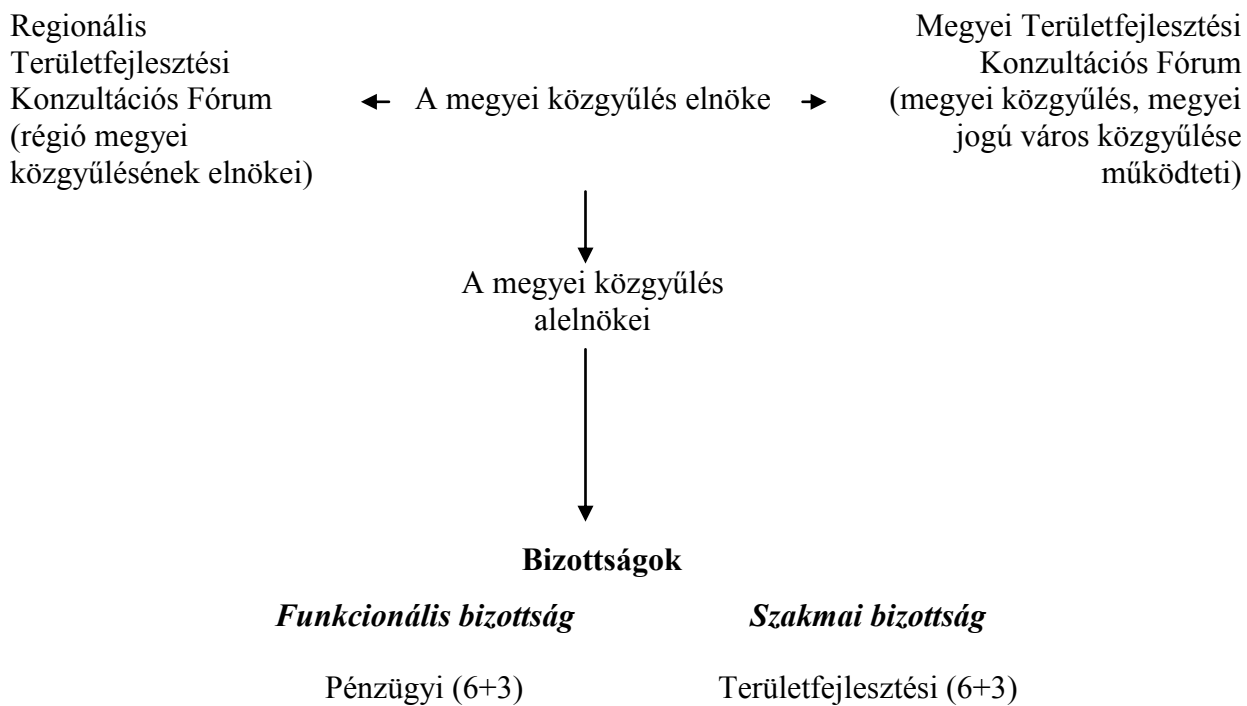 Regionális
Területfejlesztési
Konzultációs Fórum
(régió megyei
közgyűlésének elnökei)
A megyei közgyűlés elnöke
Megyei Területfejlesztési
Konzultációs Fórum
(megyei közgyűlés, megyei
jogú város közgyűlése
működteti)
A megyei közgyűlés
alelnökei
Bizottságok
Funkcionális bizottság
Szakmai bizottság
Pénzügyi (6+3)
Területfejlesztési (6+3)